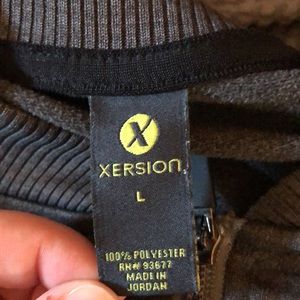 X
XERSION
L
100% POLYESTER
RN# 93677
MADE IN
JORDAN